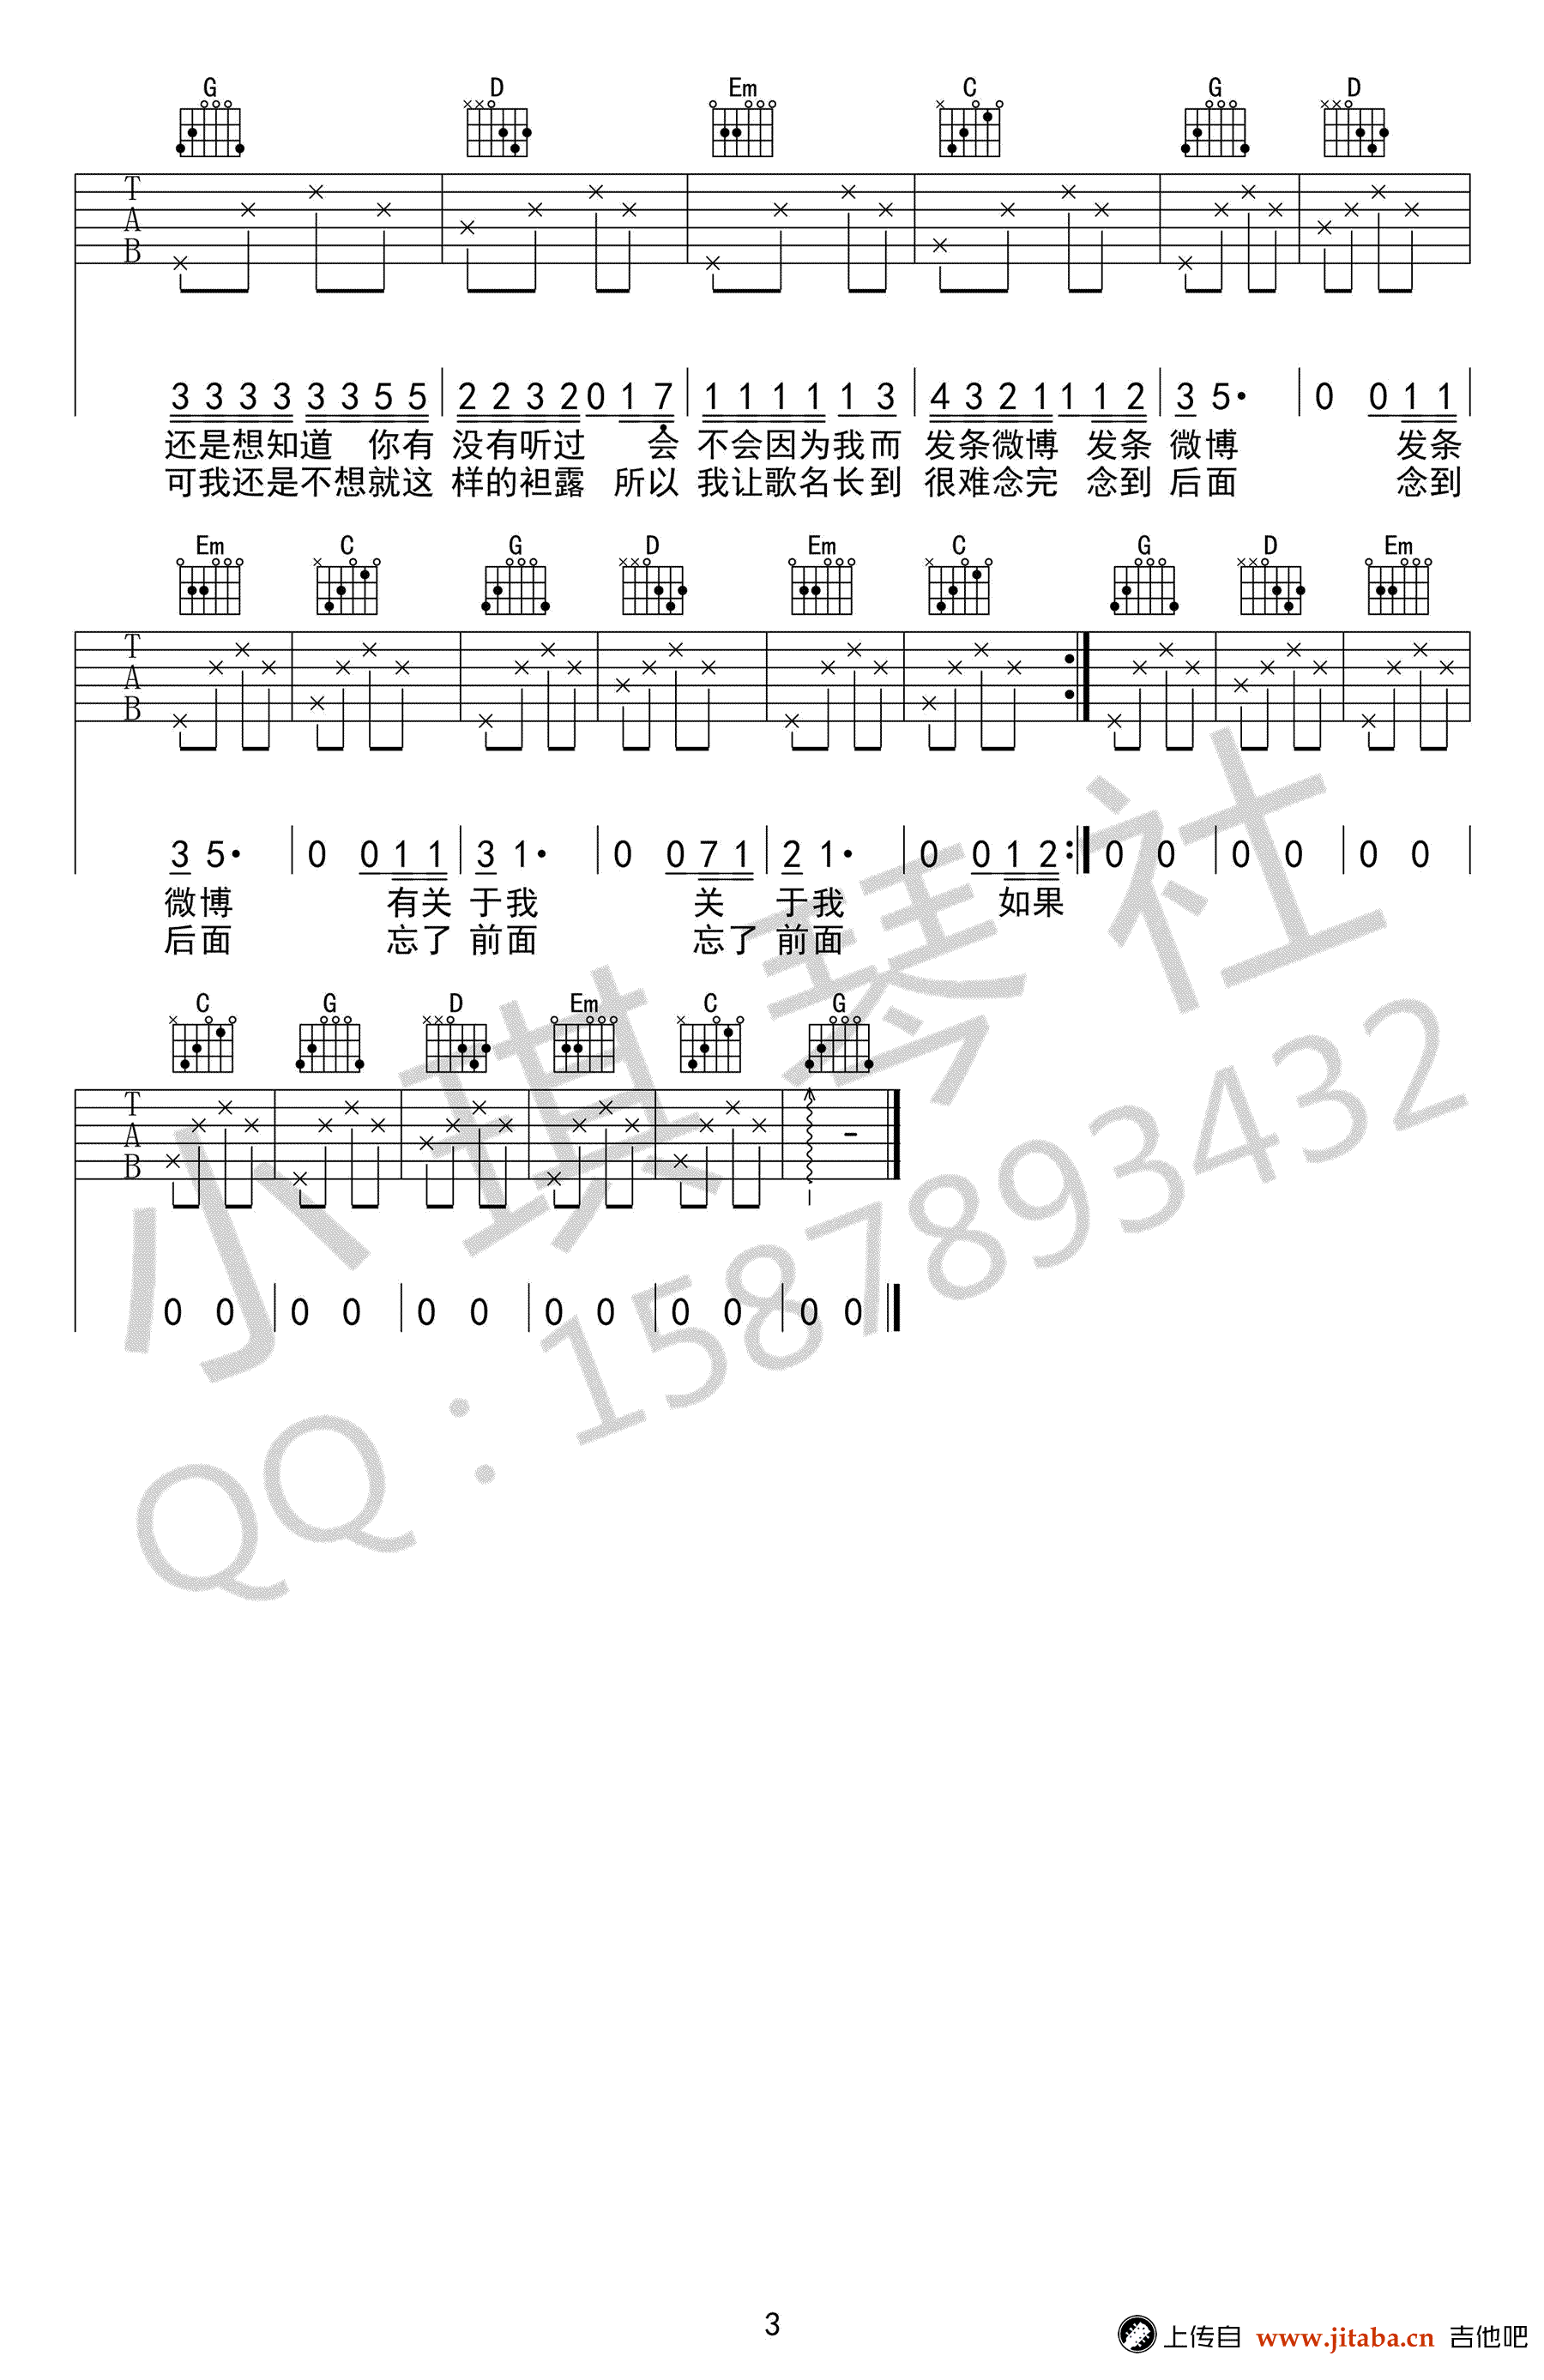 G D Em C G D
T
A
B
3 3 3 3 3 3 5 5 2 2 3 2 0 1 7 1 1 1 1 1 3 4 3 2 1 1 1 2 3 5· 0 0 1 1
还是想知道 你有 没有听过 会 不会因为我而 发条微博 发条 微博 发条
可我还是不想就这 样的袒露 所以 我让歌名长到 很难念完 念到 后面 念到
Em C G D Em C G D Em
T
A
B
3 5· 0 0 1 1 3 1· 0 0 7 1 2 1· 0 0 1 2 0 0 0 0 0 0
微博 有关 于我 关 于我 如果
后面 忘了 前面 忘了 前面
C G D Em C G
T
A
B
0 0 0 0 0 0 0 0 0 0 0 0
小琪琴社
QQ：1587893432
3
上传自 www.jitaba.cn 吉他吧